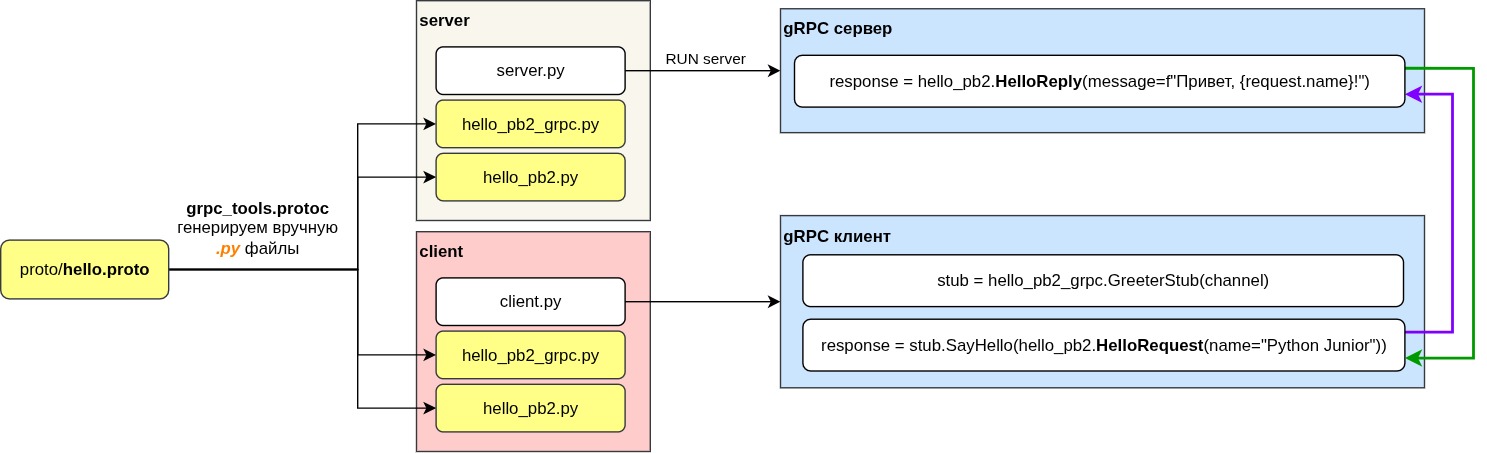 proto/hello.proto
grpc_tools.protoc
генерируем вручную
.py файлы
server
server.py
hello_pb2_grpc.py
hello_pb2.py
client
client.py
hello_pb2_grpc.py
hello_pb2.py
RUN server
gRPC сервер
response = hello_pb2.HelloReply(message=f"Привет, {request.name}!")
gRPC клиент
stub = hello_pb2_grpc.GreeterStub(channel)
response = stub.SayHello(hello_pb2.HelloRequest(name="Python Junior"))